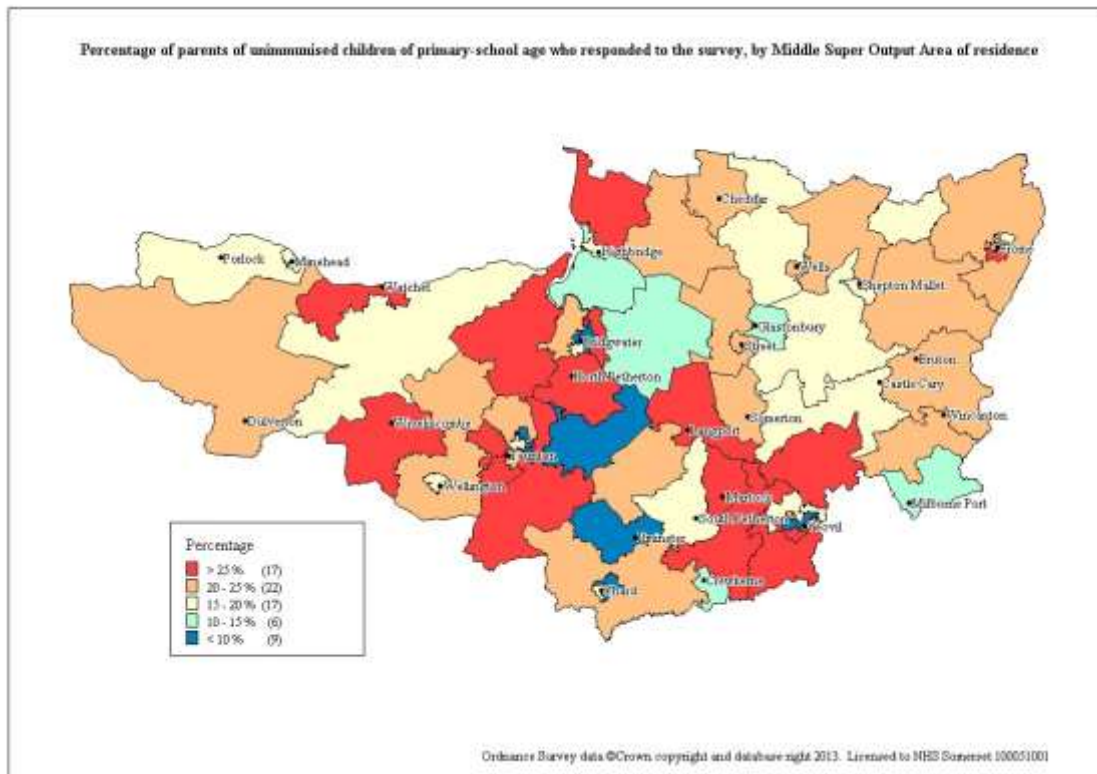 Percentage of parents of unimmunised children of primary-school age who responded to the survey, by Middle Super Output Area of residence
Cheddar
Highbridge
Frome
Porlock
Minehead
Wells
Watchet
Shepton Mallet
Glastonbury
Bridgwater
Street
Bruton
North Petherton
Castle Cary
Dulverton
Wiveliscombe
Somerton
Wincanton
Langport
Taunton
Wellington
Martock
Milborne Port
South Petherton
Yeovil
Ilminster
Crewkerne
Chard
Percentage
> 25 % (17)
20 - 25 % (22)
15 - 20 % (17)
10 - 15 % (6)
< 10 % (9)
Ordnance Survey data ©Crown copyright and database right 2013. Licensed to NHS Somerset 100051001